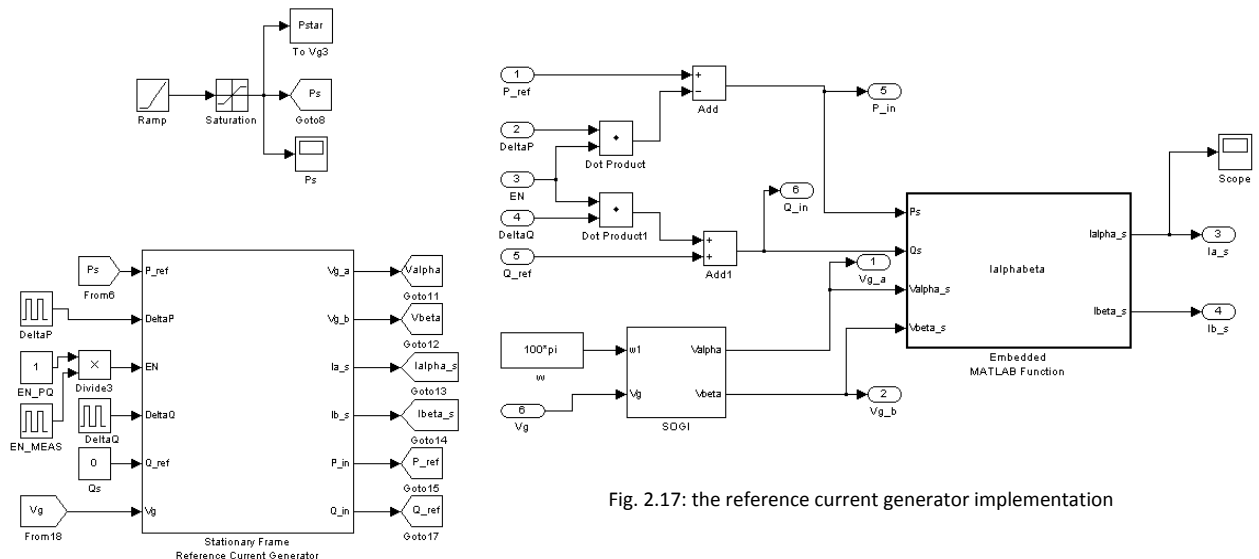 Pstar
To Vg3
Ramp
Saturation
Ps
Goto8
Ps
Ps
From6
DeltaP
1
EN_PQ
×
Divide3
EN_MEAS
DeltaQ
0
Qs
Vg
From18
P_ref
DeltaP
EN
DeltaQ
Q_ref
Vg
Vg_a
Vg_b
Ia_s
Ib_s
P_in
Q_in
Stationary Frame
Reference Current Generator
Valpha
Goto11
Vbeta
Goto12
Ialpha_s
Goto13
Ibeta_s
Goto14
P_ref
Goto15
Q_ref
Goto17
1
P_ref
2
DeltaP
3
EN
4
DeltaQ
5
Q_ref
+
−
Add
Dot Product
Dot Product1
+
+
Add1
5
P_in
6
Q_in
100*pi
w
6
Vg
w1
Vg
Valpha
Vbeta
SOGI
1
Vg_a
2
Vg_b
Ps
Qs
Valpha_s
Vbeta_s
Ialphabeta
Ialpha_s
Ibeta_s
Embedded
MATLAB Function
Scope
3
Ia_s
4
Ib_s
Fig. 2.17: the reference current generator implementation